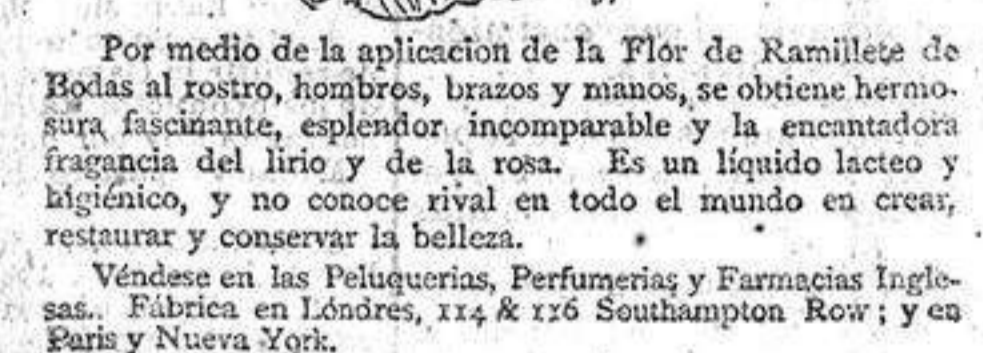 Por medio de la aplicacion de la Flor de Ramillete de
Bodas al rostro, hombros, brazos y manos, se obtiene hermo-
sura fascinante, esplendor incomparable y la encantadora
fragancia del lirio y de la rosa. Es un líquido lacteo y
higiénico, y no conoce rival en todo el mundo en crear,
restaurar y conservar la belleza.
Véndese en las Peluquerias, Perfumerias y Farmacias Ingle-
sas. Fábrica en Lóndres, 114 & 116 Southampton Row; y en
Paris y Nueva York.